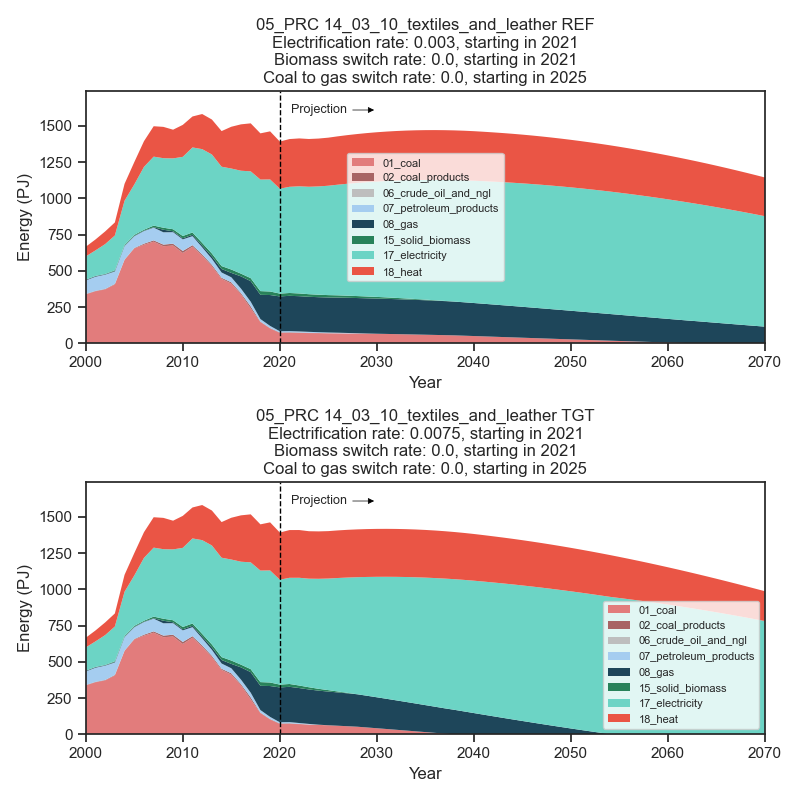 05_PRC 14_03_10_textiles_and_leather REF
Electrification rate: 0.003, starting in 2021
Biomass switch rate: 0.0, starting in 2021
Coal to gas switch rate: 0.0, starting in 2025
Projection
1500
1250
1000
750
500
250
0
Energy (PJ)
01_coal
02_coal_products
06_crude_oil_and_ngl
07_petroleum_products
08_gas
15_solid_biomass
17_electricity
18_heat
2000 2010 2020 2030 2040 2050 2060 2070
Year
05_PRC 14_03_10_textiles_and_leather TGT
Electrification rate: 0.0075, starting in 2021
Biomass switch rate: 0.0, starting in 2021
Coal to gas switch rate: 0.0, starting in 2025
Projection
1500
1250
1000
750
500
250
0
Energy (PJ)
01_coal
02_coal_products
06_crude_oil_and_ngl
07_petroleum_products
08_gas
15_solid_biomass
17_electricity
18_heat
2000 2010 2020 2030 2040 2050 2060 2070
Year